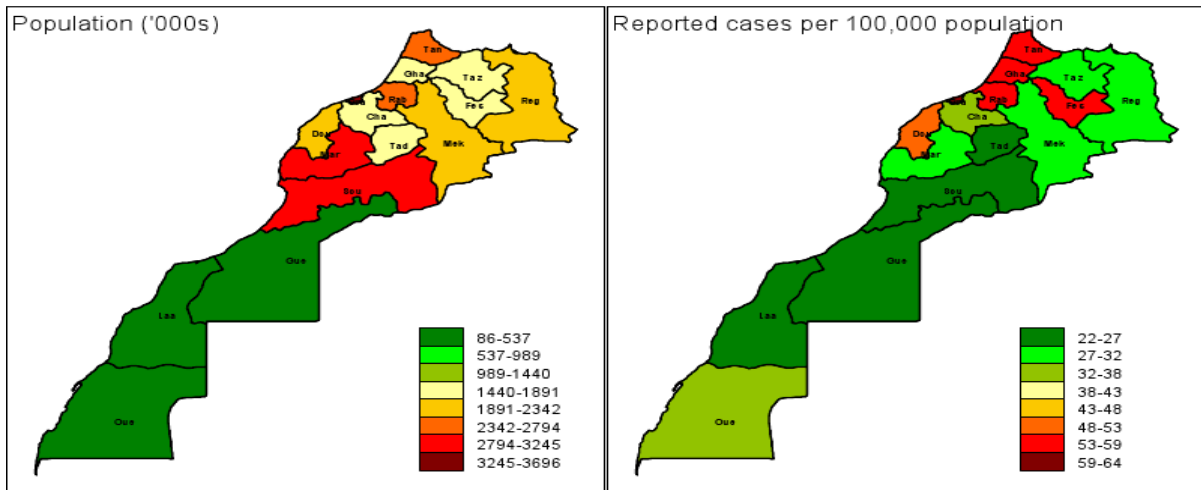 Population ('000s)
Tan
Gha
Taz
Reg
Rab
Fes
Cha
Dou
Mar
Tad
Mek
Sou
Gue
Laa
Oue
86-537
537-989
989-1440
1440-1891
1891-2342
2342-2794
2794-3245
3245-3696
Reported cases per 100,000 population
Tan
Gha
Taz
Reg
Rab
Fes
Cha
Dou
Mar
Tad
Mek
Sou
Gue
Laa
Oue
22-27
27-32
32-38
38-43
43-48
48-53
53-59
59-64